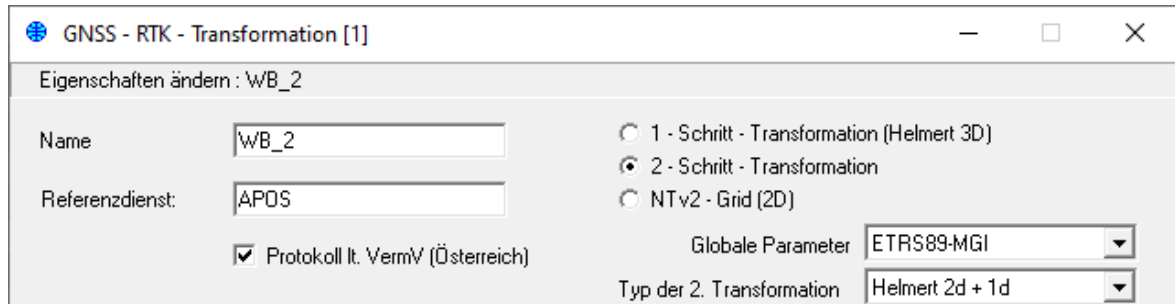 GNSS - RTK - Transformation [1]
Eigenschaften ändern : WB_2
Name WB_2
Referenzdienst: APOS
Protokoll lt. VermV (Österreich)
1 - Schritt - Transformation (Helmert 3D)
2 - Schritt - Transformation
NTv2 - Grid (2D)
Globale Parameter ETRS89-MGI
Typ der 2. Transformation Helmert 2d + 1d